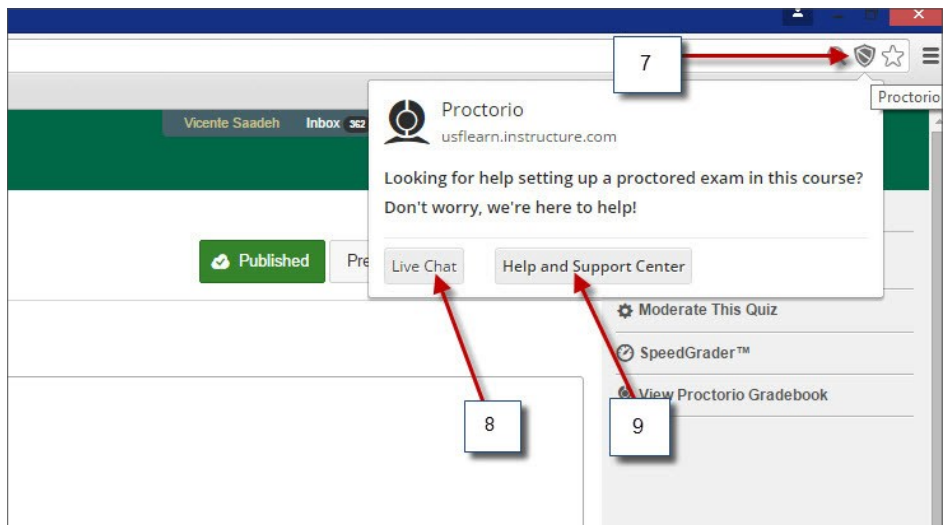 7
Proctorio
Proctorio
usflearn.instructure.com
Vicente Saadeh Inbox 362
Looking for help setting up a proctored exam in this course?
Don't worry, we're here to help!
Published
Pre
Live Chat
Help and Support Center
Moderate This Quiz
SpeedGrader™
View Proctorio Gradebook
8
9